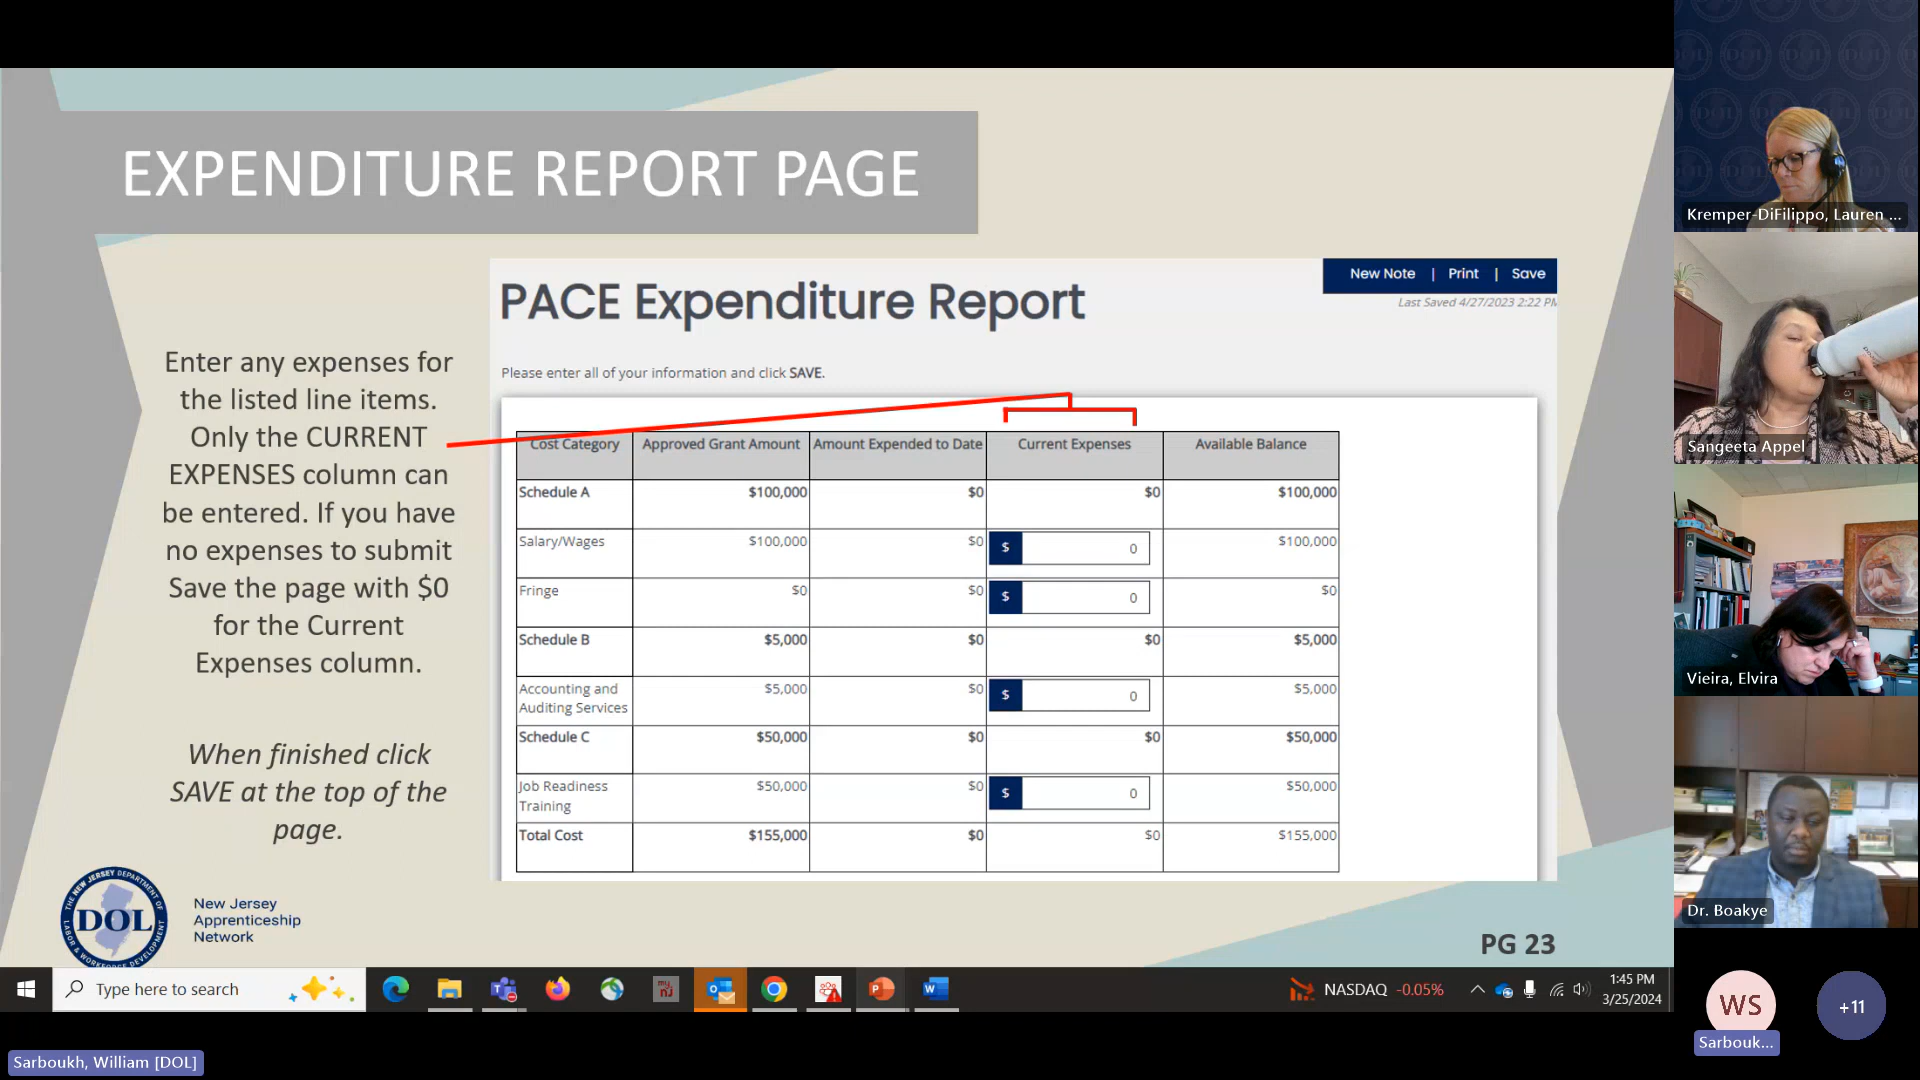 EXPENDITURE REPORT PAGE
Enter any expenses for
the listed line items.
Only the CURRENT
EXPENSES column can
be entered. If you have
no expenses to submit
Save the page with $0
for the Current
Expenses column.
When finished click
SAVE at the top of the
page.
New Note | Print | Save
Last Saved 4/27/2023 2:22 PM
PACE Expenditure Report
Please enter all of your information and click SAVE.
Cost Category Approved Grant Amount Amount Expended to Date Current Expenses Available Balance
Schedule A $100,000 $0 $0 $100,000
Salary/Wages $100,000 $0 $ 0 $100,000
Fringe $0 $0 $ 0 $0
Schedule B $5,000 $0 $0 $5,000
Accounting and
Auditing Services $5,000 $0 $ 0 $5,000
Schedule C $50,000 $0 $0 $50,000
Job Readiness
Training $50,000 $0 $ 0 $50,000
Total Cost $155,000 $0 $0 $155,000
THE NEW JERSEY DEPARTMENT OF
LABOR & WORKFORCE DEVELOPMENT
DOL
New Jersey
Apprenticeship
Network
PG 23
Type here to search
NASDAQ -0.05%
1:45 PM
3/25/2024
Kremper-DiFilippo, Lauren ...
Sangeeta Appel
Vieira, Elvira
Dr. Boakye
WS
Sarbouk...
+11
Sarboukh, William [DOL]